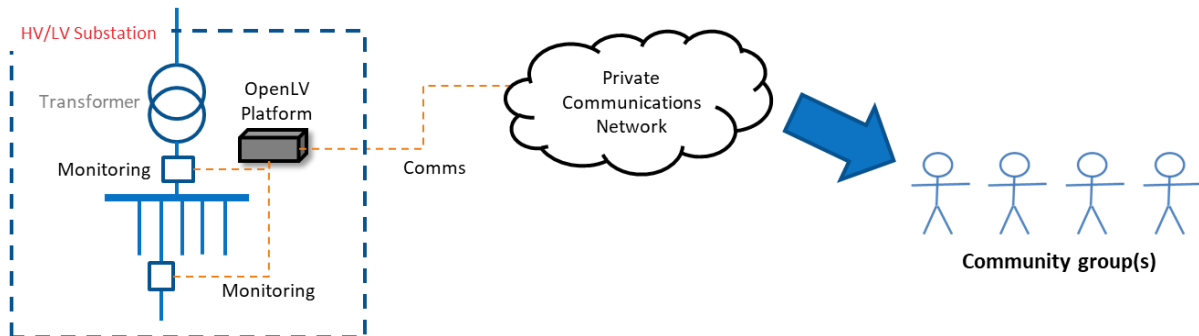 HV/LV Substation
Transformer
OpenLV
Platform
Monitoring
Monitoring
Comms
Private
Communications
Network
Community group(s)